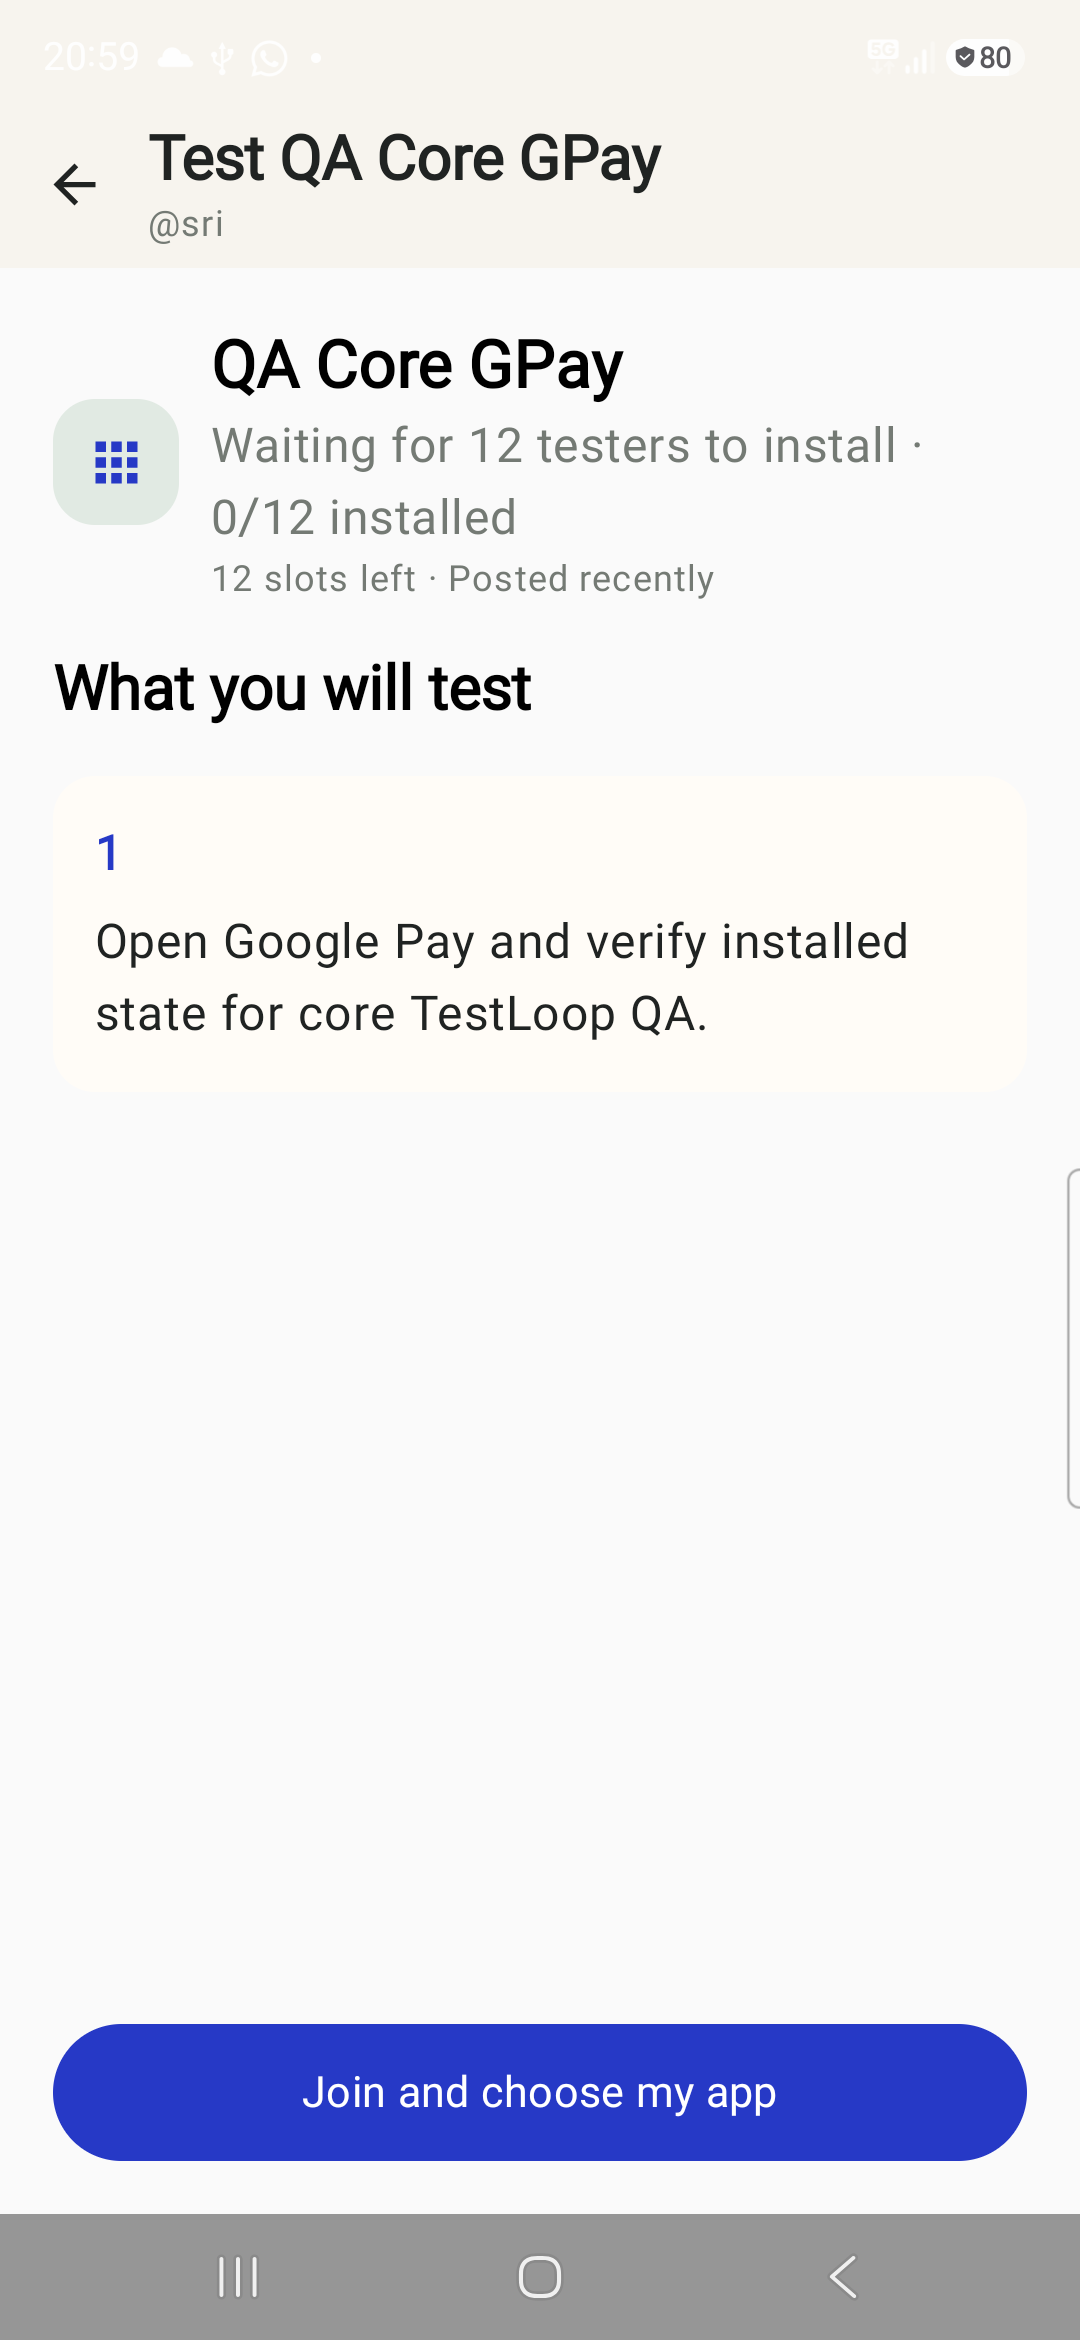 20:59
5G
80
Test QA Core GPay
@sri
QA Core GPay
Waiting for 12 testers to install ·
0/12 installed
12 slots left · Posted recently
What you will test
1
Open Google Pay and verify installed
state for core TestLoop QA.
Join and choose my app